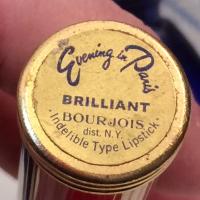 Evening in Paris
BRILLIANT
BOURJOIS
dist. N.Y.
Indelible Type Lipstick